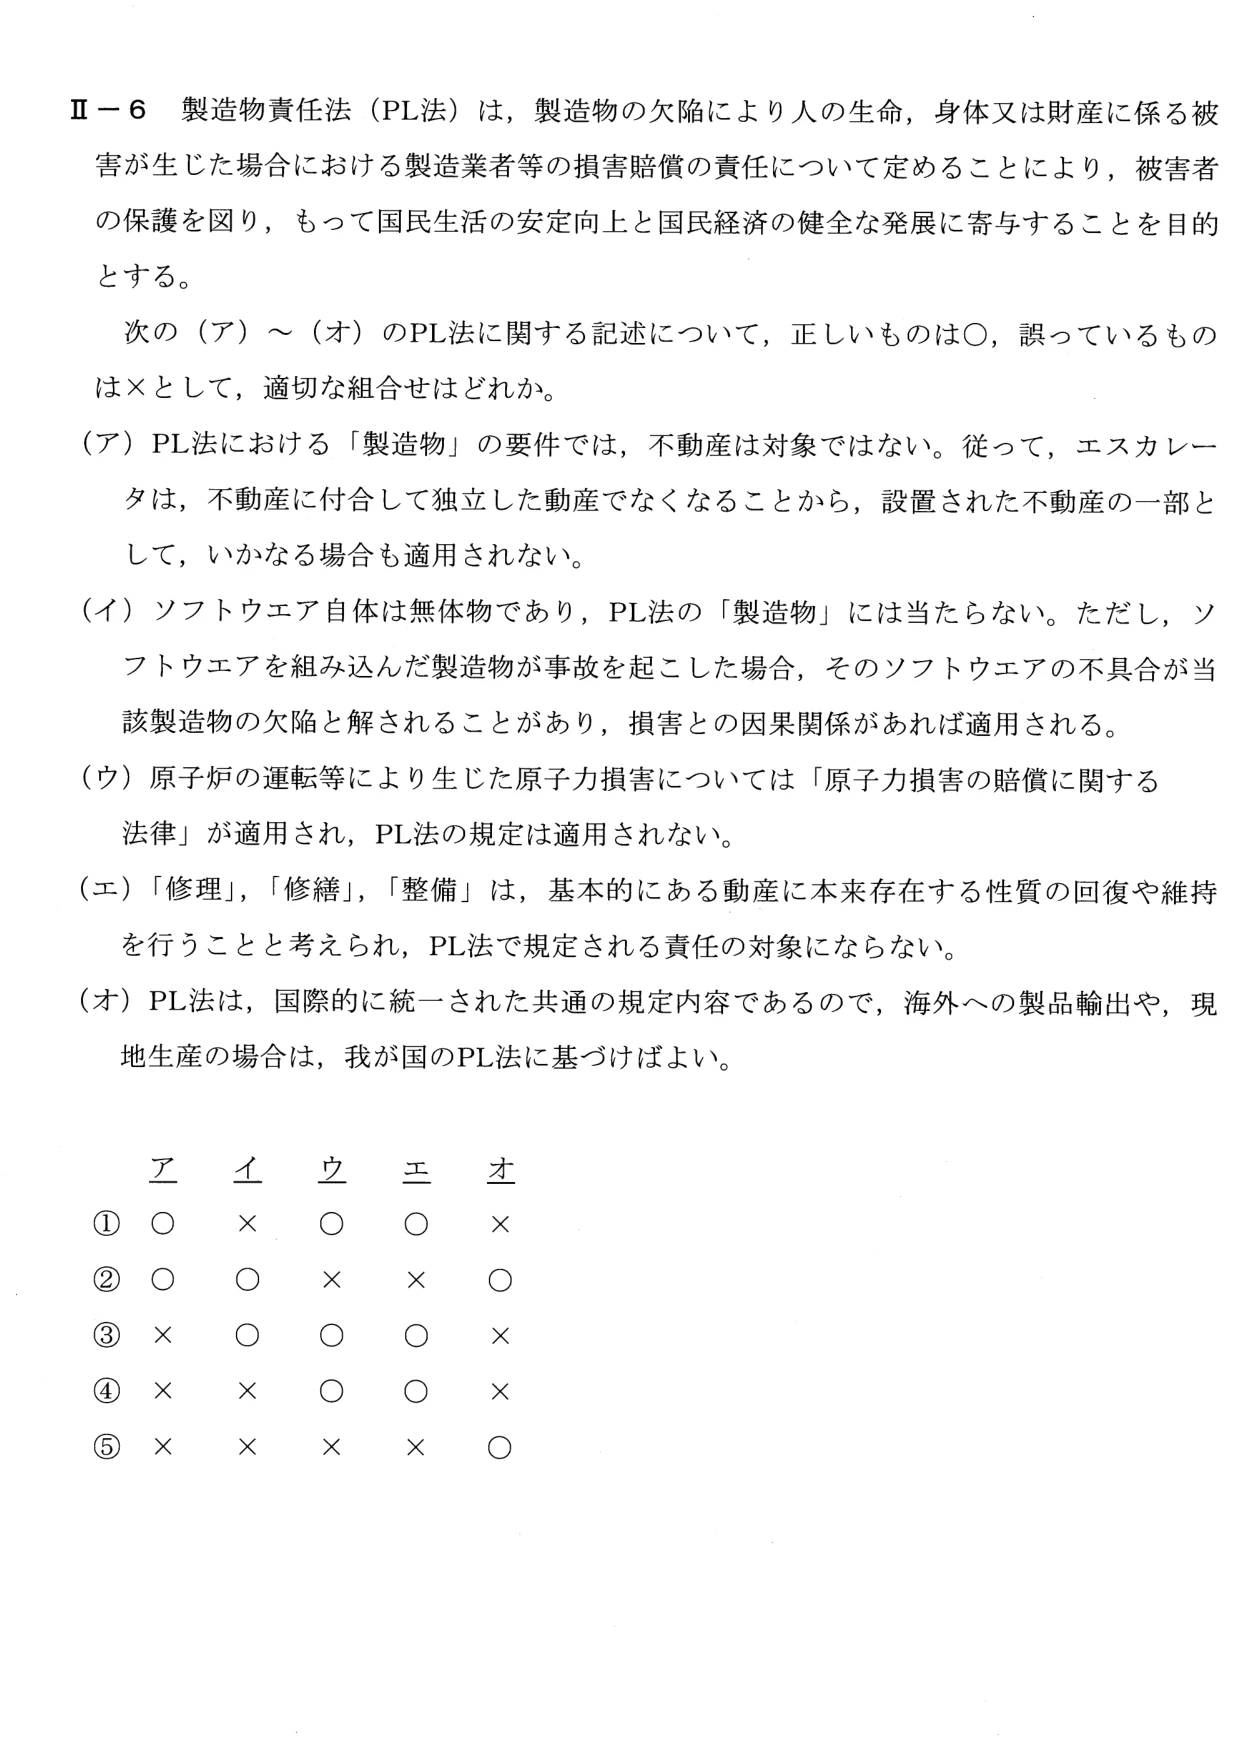 Ⅱ－６　製造物責任法（PL法）は，製造物の欠陥により人の生命，身体又は財産に係る被
害が生じた場合における製造業者等の損害賠償の責任について定めることにより，被害者
の保護を図り，もって国民生活の安定向上と国民経済の健全な発展に寄与することを目的
とする。
次の（ア）～（オ）のPL法に関する記述について，正しいものは○，誤っているもの
は×として，適切な組合せはどれか。
（ア）PL法における「製造物」の要件では，不動産は対象ではない。従って，エスカレー
タは，不動産に付合して独立した動産でなくなることから，設置された不動産の一部と
して，いかなる場合も適用されない。
（イ）ソフトウエア自体は無体物であり，PL法の「製造物」には当たらない。ただし，ソ
フトウエアを組み込んだ製造物が事故を起こした場合，そのソフトウエアの不具合が当
該製造物の欠陥と解されることがあり，損害との因果関係があれば適用される。
（ウ）原子炉の運転等により生じた原子力損害については「原子力損害の賠償に関する
法律」が適用され，PL法の規定は適用されない。
（エ）「修理」，「修繕」，「整備」は，基本的にある動産に本来存在する性質の回復や維持
を行うことと考えられ，PL法で規定される責任の対象にならない。
（オ）PL法は，国際的に統一された共通の規定内容であるので，海外への製品輸出や，現
地生産の場合は，我が国のPL法に基づけばよい。
ア　イ　ウ　エ　オ
①　○　×　○　○　×
②　○　○　×　×　○
③　×　○　○　○　×
④　×　×　○　○　×
⑤　×　×　×　×　○